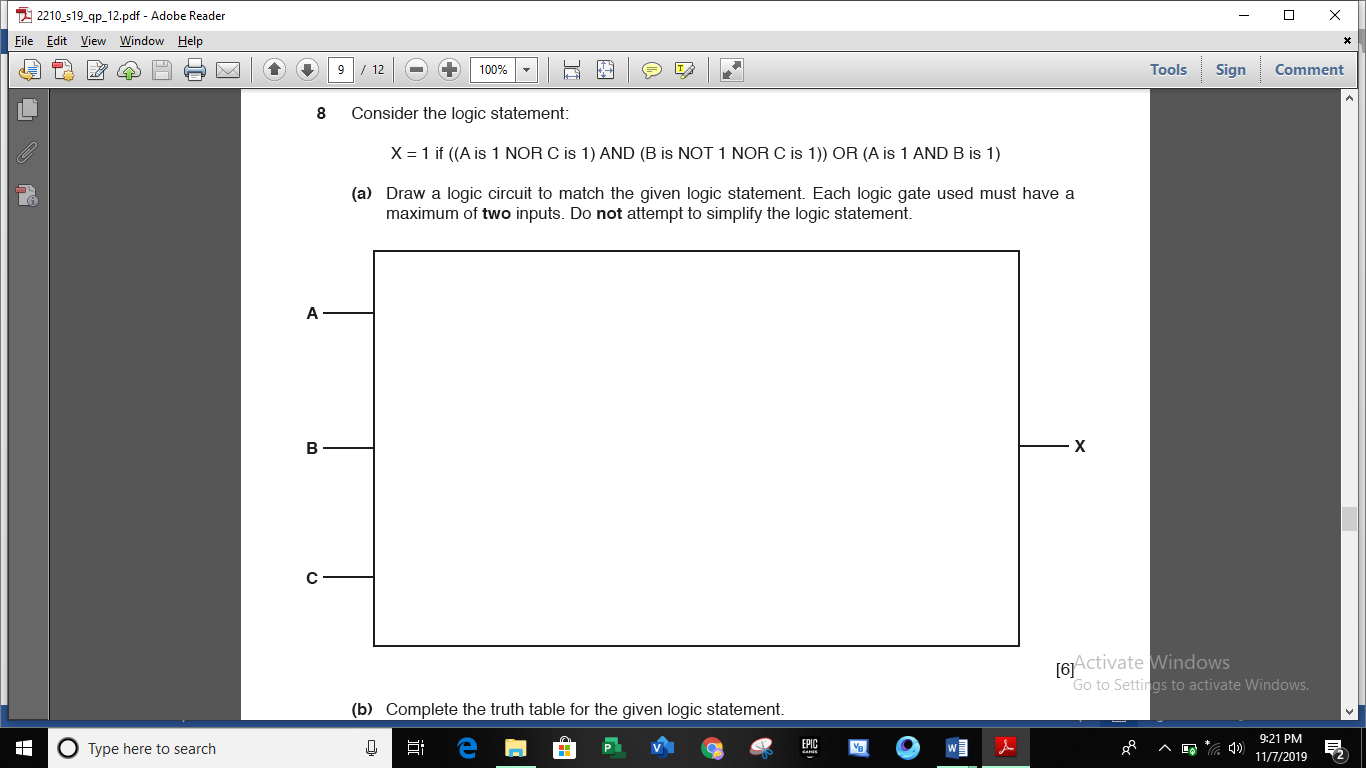 2210_s19_qp_12.pdf - Adobe Reader
File Edit View Window Help
9 / 12 100% Tools Sign Comment
8 Consider the logic statement:
X = 1 if ((A is 1 NOR C is 1) AND (B is NOT 1 NOR C is 1)) OR (A is 1 AND B is 1)
(a) Draw a logic circuit to match the given logic statement. Each logic gate used must have a
maximum of two inputs. Do not attempt to simplify the logic statement.
A
B
X
C
[6]
Activate Windows
Go to Settings to activate Windows.
(b) Complete the truth table for the given logic statement.
Type here to search
9:21 PM
11/7/2019
2